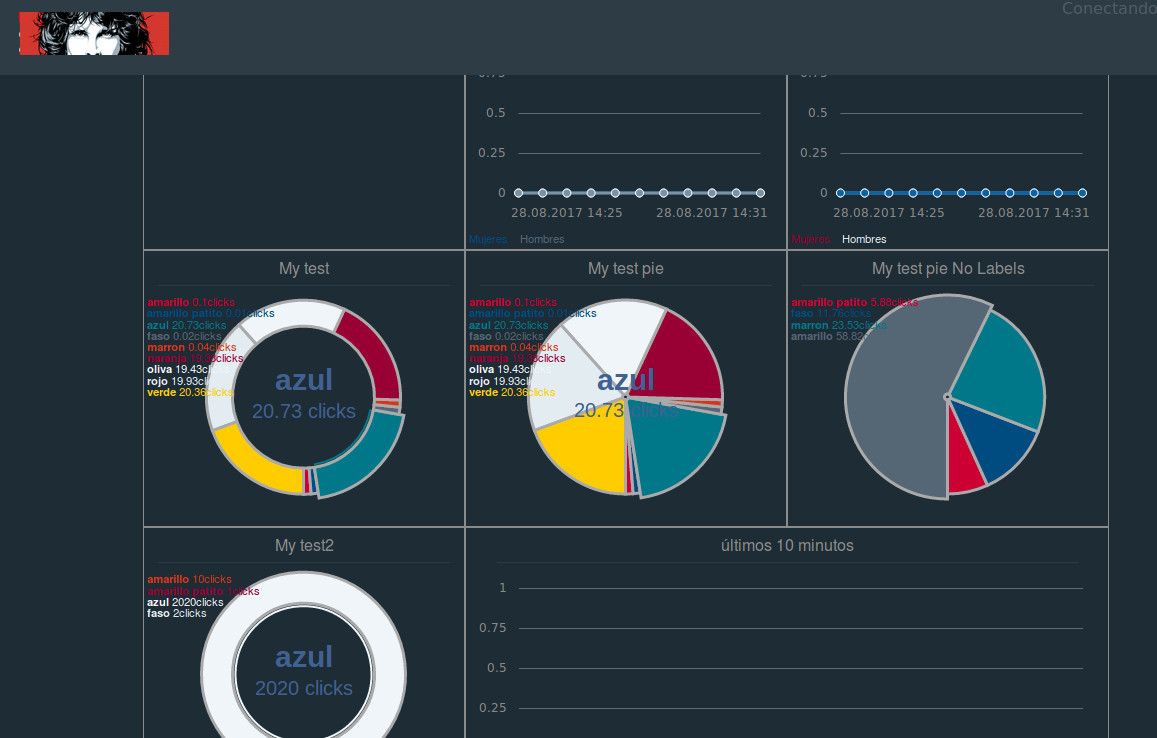 Conectando
0.5
0.25
0
28.08.2017 14:25 28.08.2017 14:31
Mujeres Hombres
0.5
0.25
0
28.08.2017 14:25 28.08.2017 14:31
Mujeres Hombres
My test
amarillo 0.1clicks
amarillo patito 0.01clicks
azul 20.73clicks
faso 0.02clicks
marron 0.04clicks
naranja 19.38clicks
oliva 19.43clicks
rojo 19.93clicks
verde 20.36clicks
azul
20.73 clicks
My test pie
amarillo 0.1clicks
amarillo patito 0.01clicks
azul 20.73clicks
faso 0.02clicks
marron 0.04clicks
naranja 19.38clicks
oliva 19.43clicks
rojo 19.93clicks
verde 20.36clicks
azul
20.73 clicks
My test pie No Labels
amarillo patito 5.88clicks
faso 11.76clicks
marron 23.53clicks
amarillo 58.82
My test2
amarillo 10clicks
amarillo patito 1clicks
azul 2020clicks
faso 2clicks
azul
2020 clicks
últimos 10 minutos
1
0.75
0.5
0.25